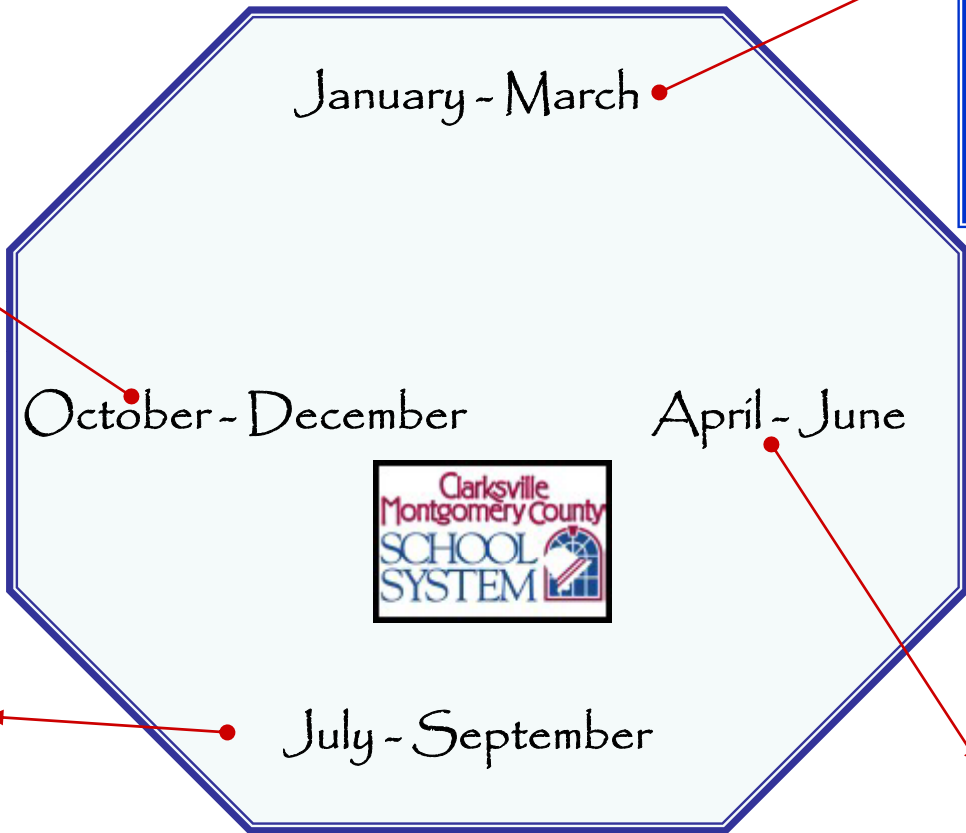 January - March
October - December
April - June
Clarksville
Montgomery County
SCHOOL
SYSTEM
July - September